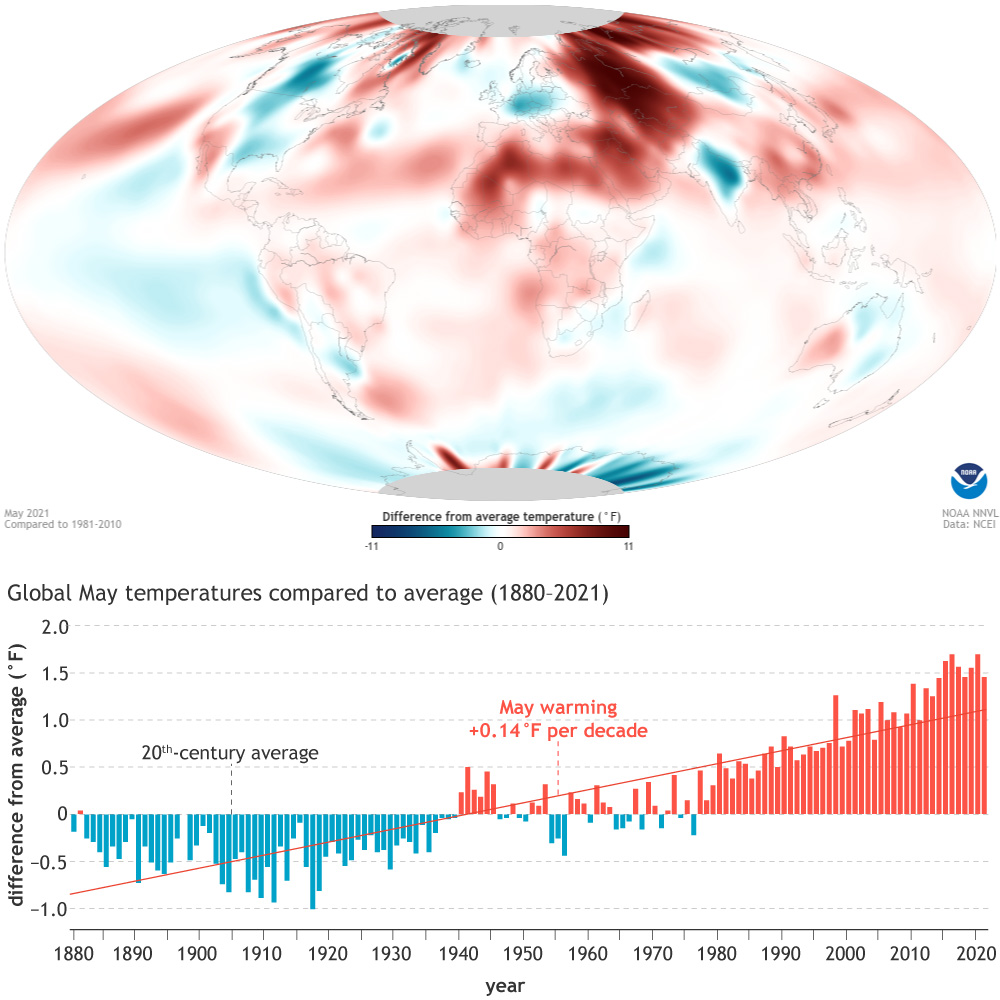 NOAA
May 2021
Compared to 1981-2010
NOAA NNVL
Data: NCEI
Difference from average temperature (°F)
-11 0 11
Global May temperatures compared to average (1880–2021)
difference from average (°F)
2.0
1.5
1.0
0.5
0
−0.5
−1.0
May warming
+0.14°F per decade
20th-century average
1880 1890 1900 1910 1920 1930 1940 1950 1960 1970 1980 1990 2000 2010 2020
year